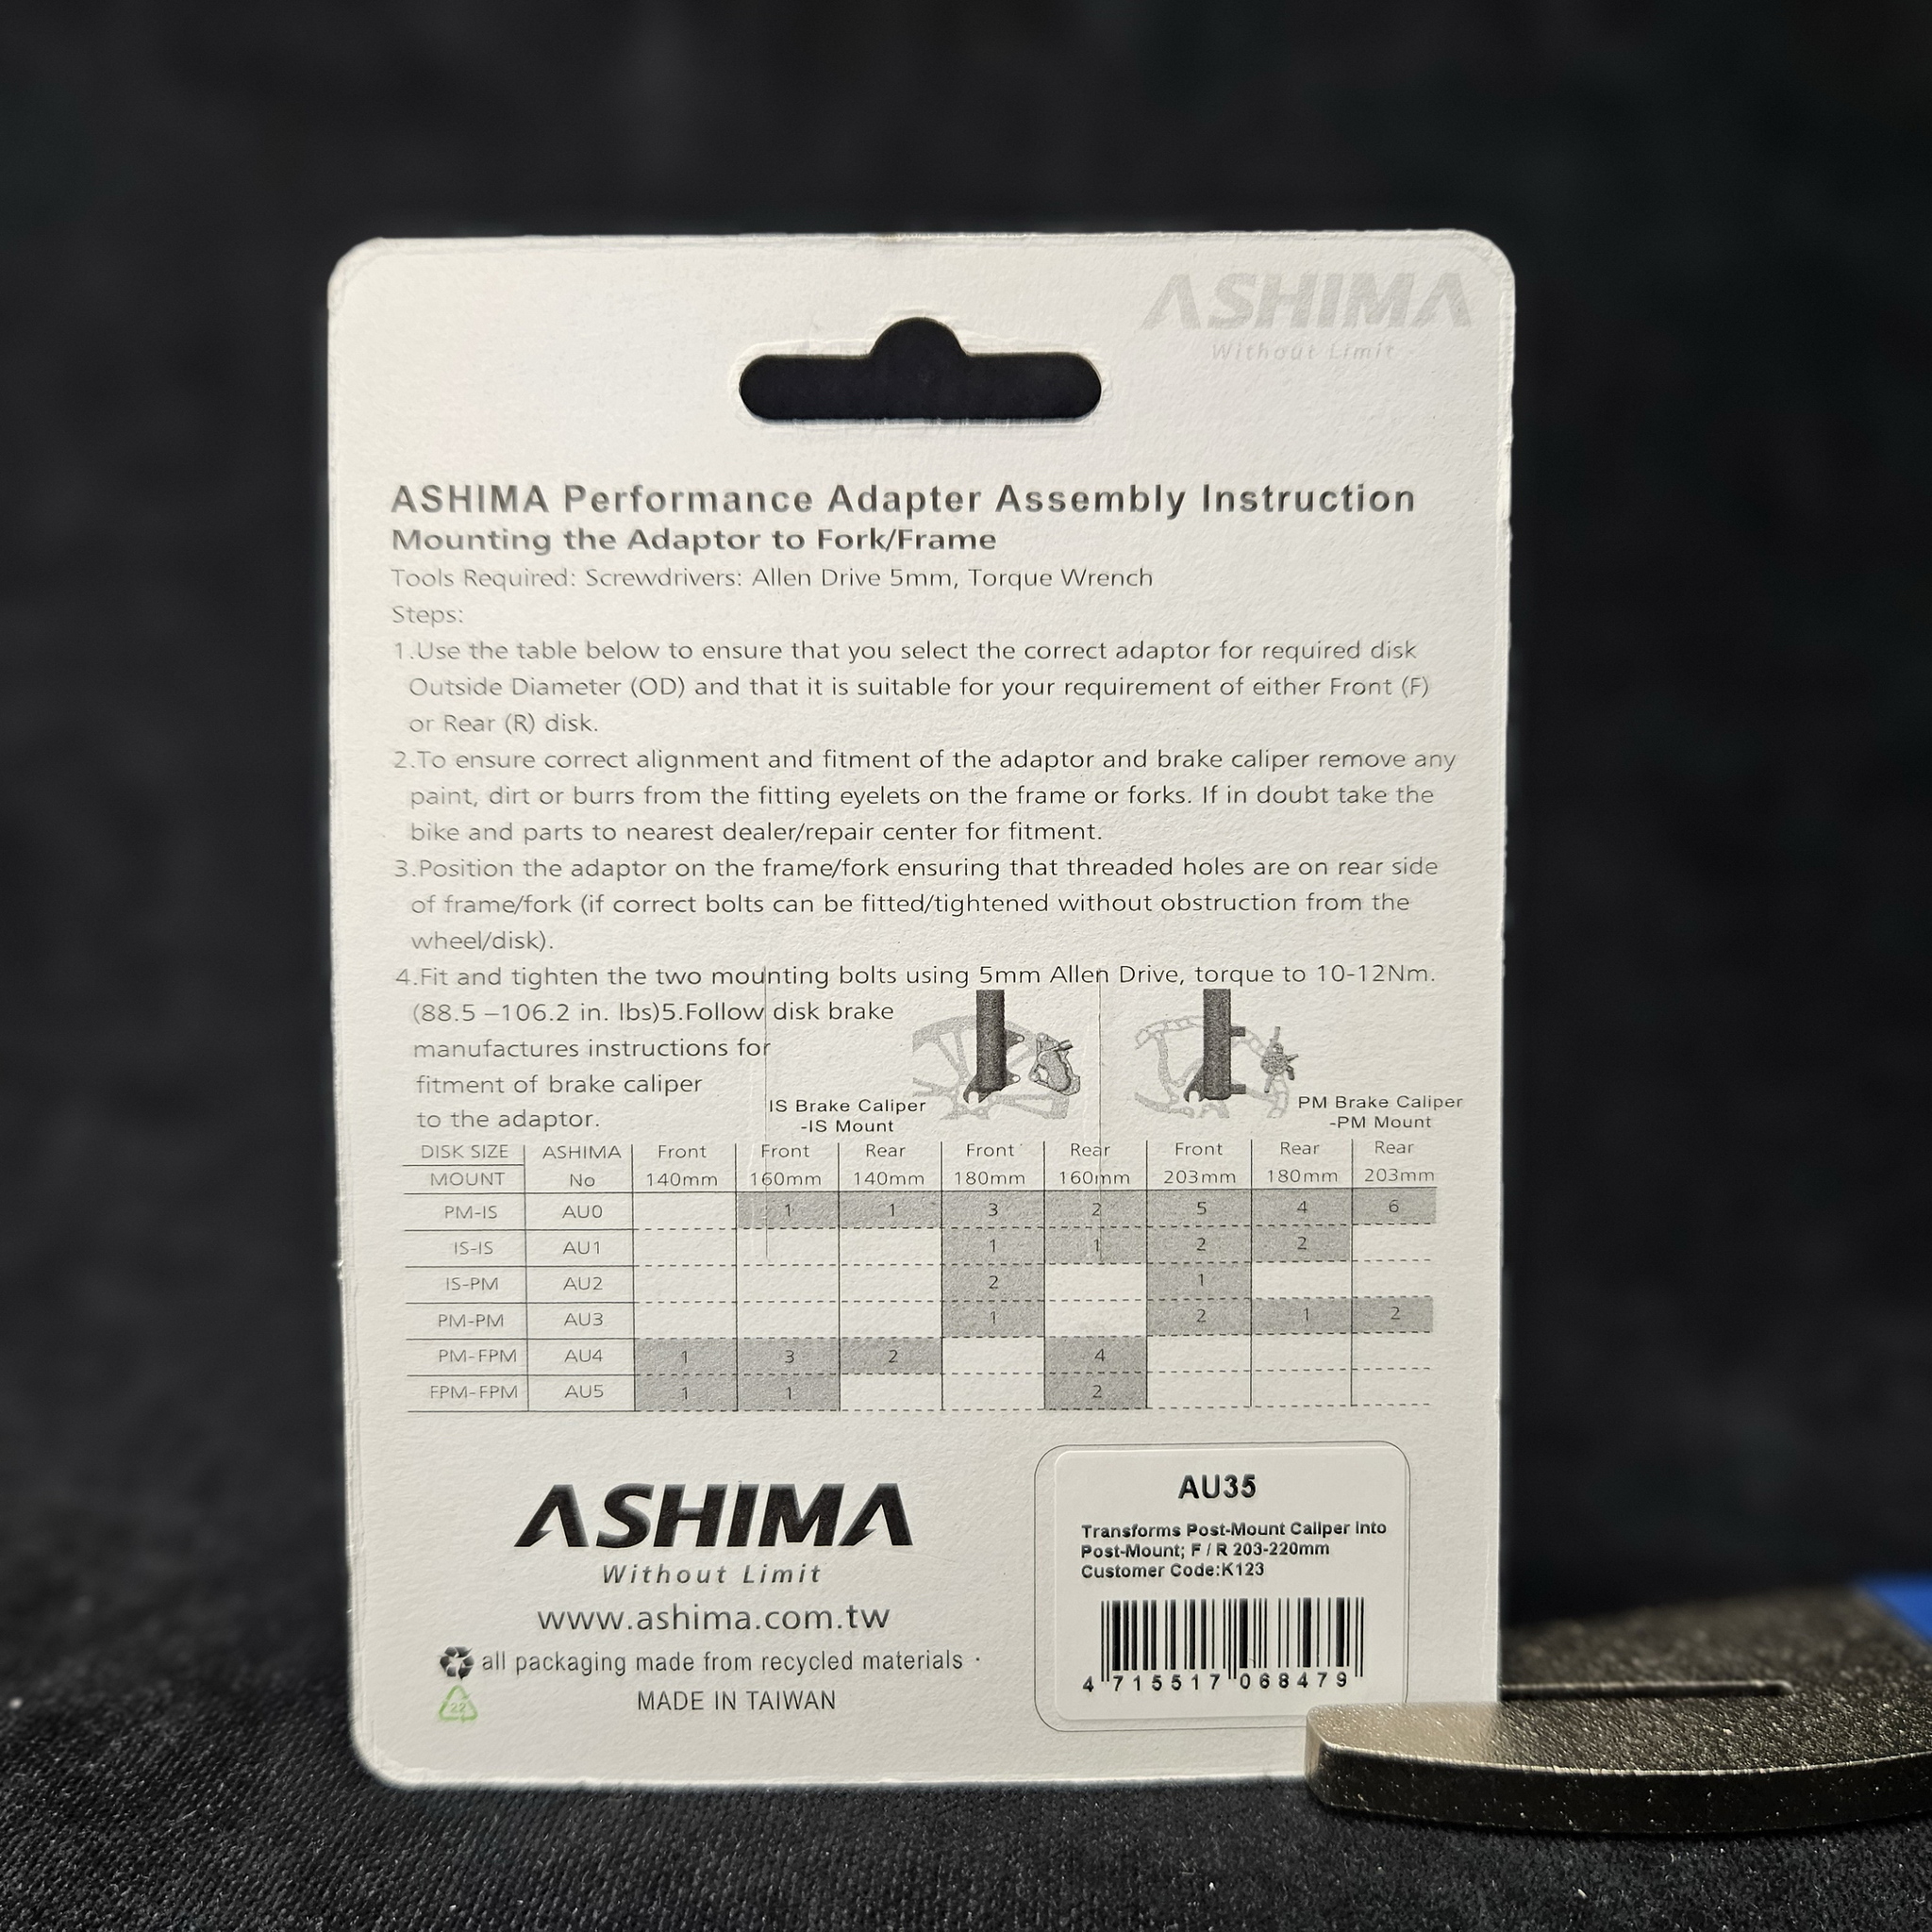 ASHIMA
Without Limit
ASHIMA Performance Adapter Assembly Instruction
Mounting the Adaptor to Fork/Frame
Tools Required: Screwdrivers: Allen Drive 5mm, Torque Wrench
Steps:
1.Use the table below to ensure that you select the correct adaptor for required disk
Outside Diameter (OD) and that it is suitable for your requirement of either Front (F)
or Rear (R) disk.
2.To ensure correct alignment and fitment of the adaptor and brake caliper remove any
paint, dirt or burrs from the fitting eyelets on the frame or forks. If in doubt take the
bike and parts to nearest dealer/repair center for fitment.
3.Position the adaptor on the frame/fork ensuring that threaded holes are on rear side
of frame/fork (if correct bolts can be fitted/tightened without obstruction from the
wheel/disk).
4.Fit and tighten the two mounting bolts using 5mm Allen Drive, torque to 10-12Nm.
(88.5 –106.2 in. lbs)5.Follow disk brake
manufactures instructions for
fitment of brake caliper
to the adaptor.
IS Brake Caliper
-IS Mount
PM Brake Caliper
-PM Mount
DISK SIZE ASHIMA Front Front Rear Front Rear Front Rear Rear
MOUNT No 140mm 160mm 140mm 180mm 160mm 203mm 180mm 203mm
PM-IS AU0 1 1 3 2 5 4 6
IS-IS AU1 1 1 2 2
IS-PM AU2 2 1
PM-PM AU3 1 2 1 2
PM-FPM AU4 1 3 2 4
FPM-FPM AU5 1 1 2
ASHIMA
Without Limit
www.ashima.com.tw
all packaging made from recycled materials ·
22
MADE IN TAIWAN
AU35
Transforms Post-Mount Caliper into
Post-Mount; F / R 203-220mm
Customer Code:K123
4 715517 068479